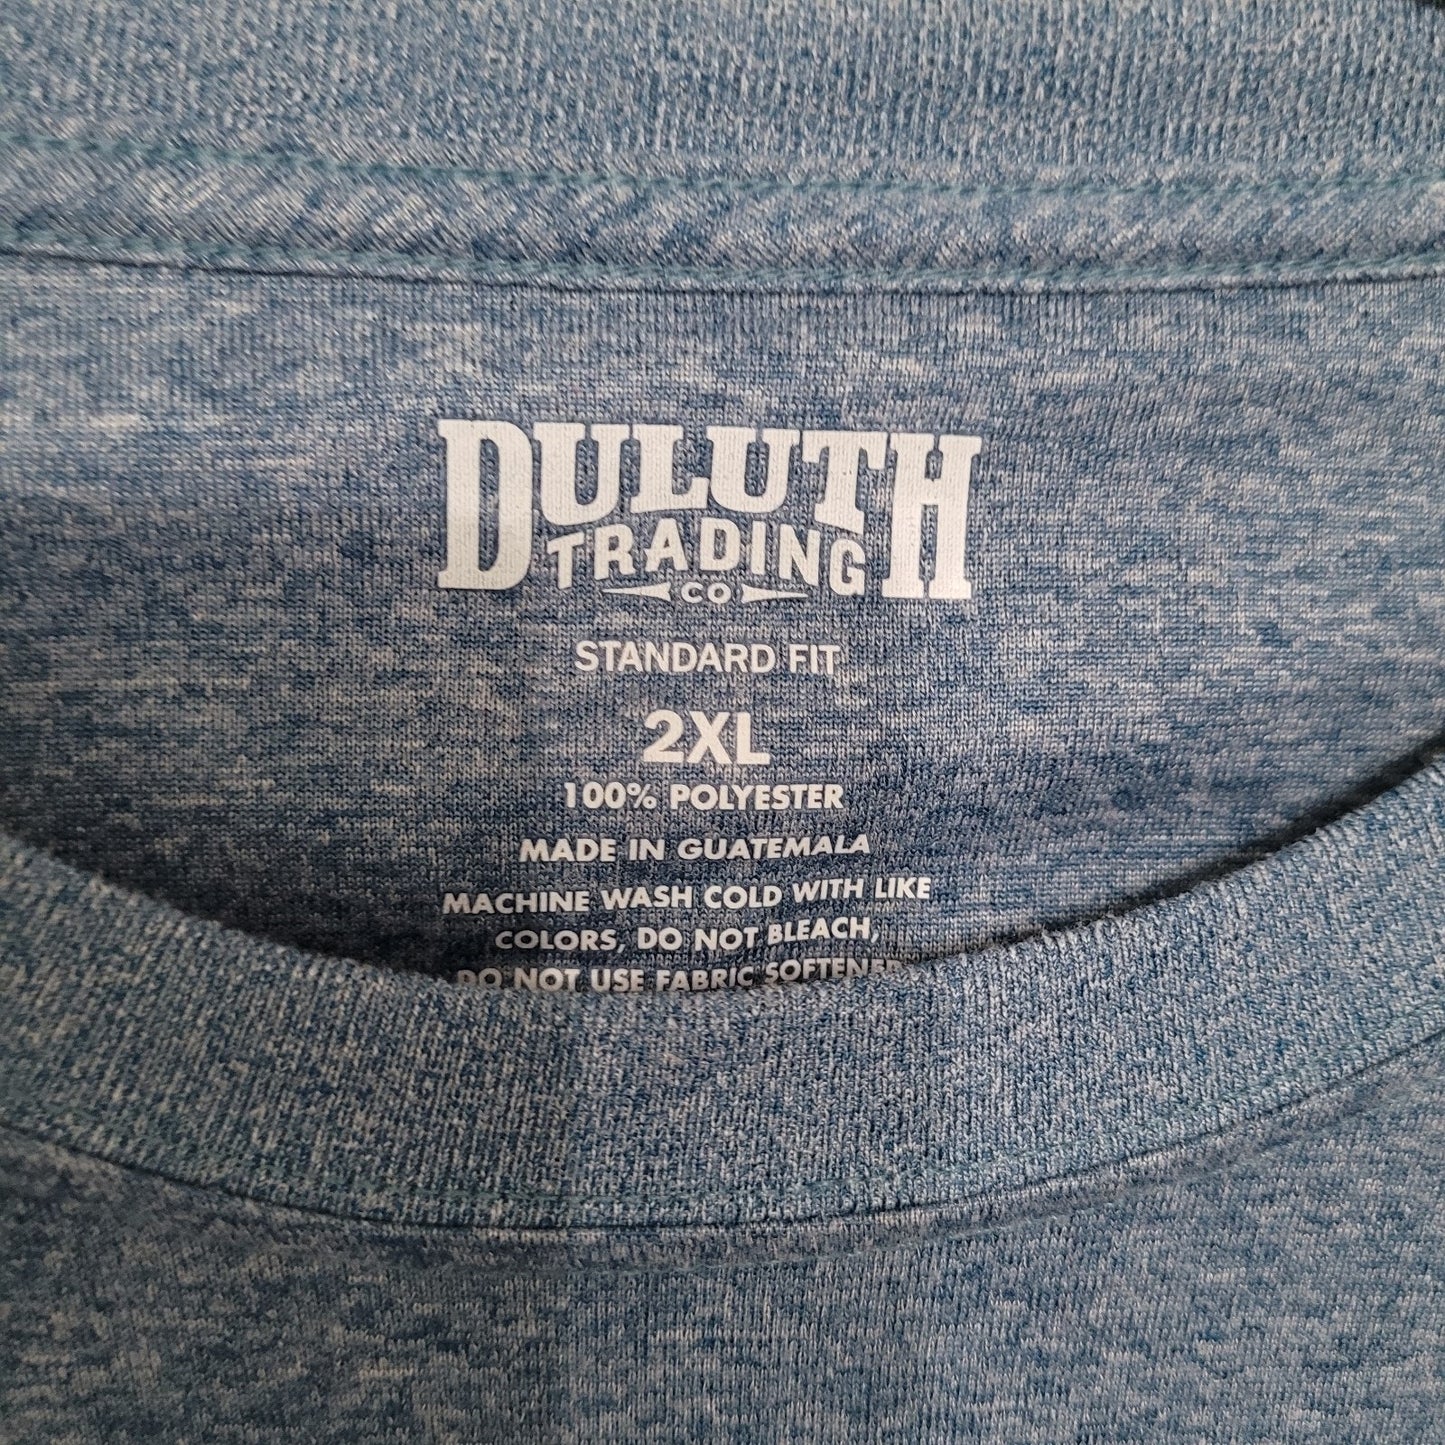 DULUTH
TRADING
CO
STANDARD FIT
2XL
100% POLYESTER
MADE IN GUATEMALA
MACHINE WASH COLD WITH LIKE
COLORS, DO NOT BLEACH,
DO NOT USE FABRIC SOFTENER